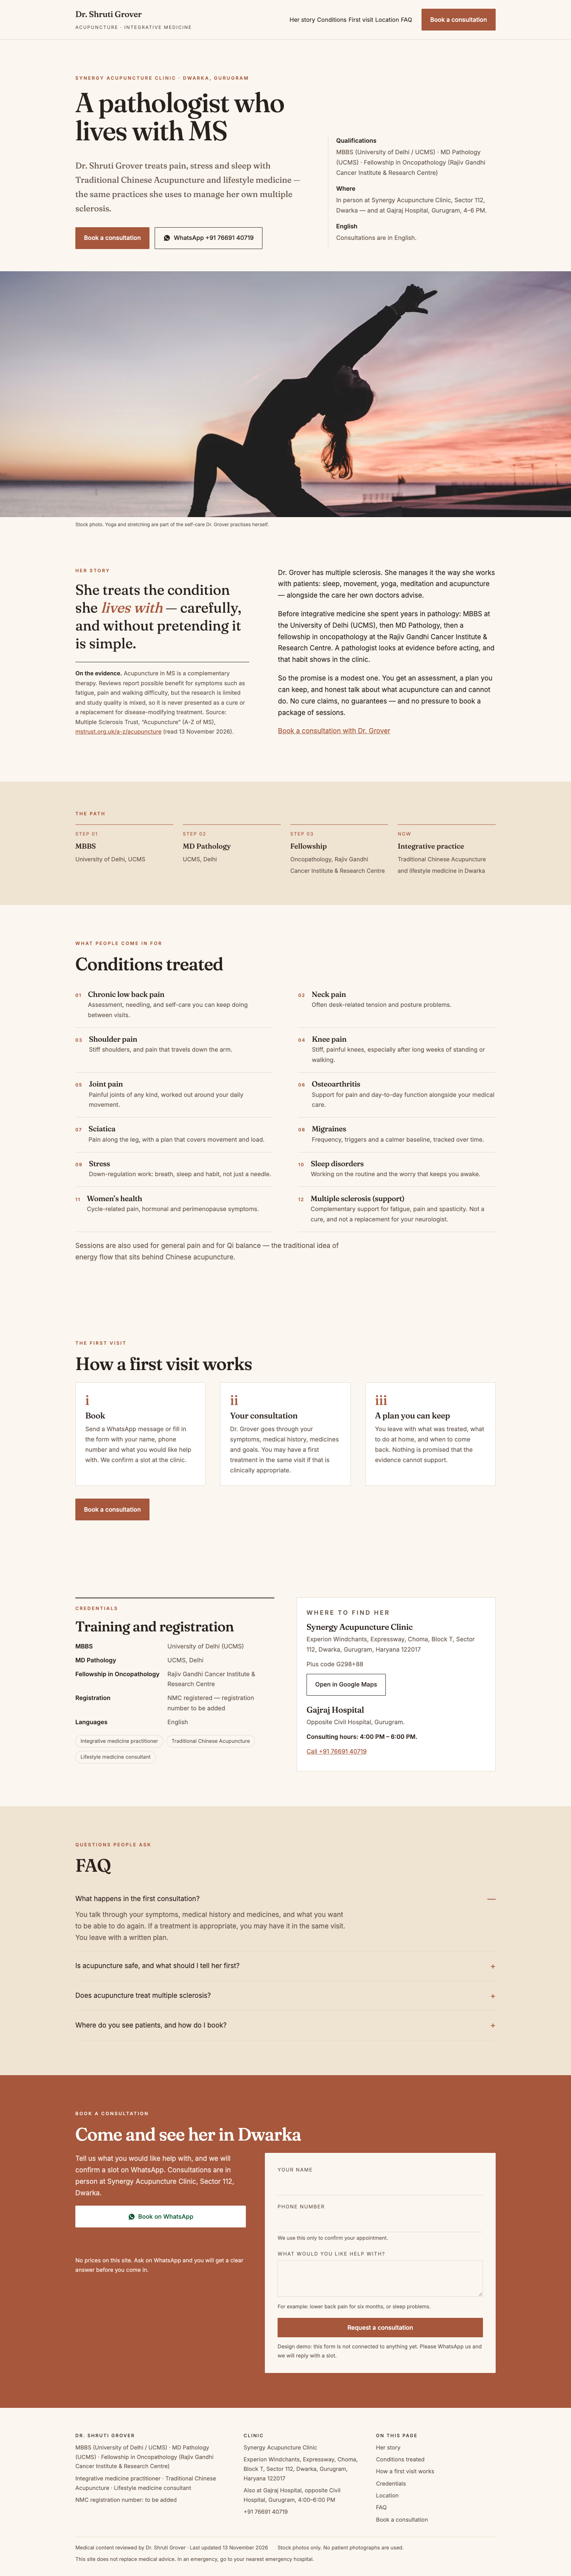 Dr. Shruti Grover
ACUPUNCTURE · INTEGRATIVE MEDICINE
Her story Conditions First visit Location FAQ
Book a consultation
SYNERGY ACUPUNCTURE CLINIC · DWARKA, GURUGRAM
A pathologist who
lives with MS
Dr. Shruti Grover treats pain, stress and sleep with
Traditional Chinese Acupuncture and lifestyle medicine —
the same practices she uses to manage her own multiple
sclerosis.
Book a consultation
WhatsApp +91 76691 40719
Qualifications
MBBS (University of Delhi / UCMS) · MD Pathology
(UCMS) · Fellowship in Oncopathology (Rajiv Gandhi
Cancer Institute & Research Centre)
Where
In person at Synergy Acupuncture Clinic, Sector 112,
Dwarka — and at Gajraj Hospital, Gurugram, 4–6 PM.
English
Consultations are in English.
Stock photo. Yoga and stretching are part of the self-care Dr. Grover practises herself.
HER STORY
She treats the condition
she lives with — carefully,
and without pretending it
is simple.
On the evidence. Acupuncture in MS is a complementary
therapy. Reviews report possible benefit for symptoms such as
fatigue, pain and walking difficulty, but the research is limited
and study quality is mixed, so it is never presented as a cure or
a replacement for disease-modifying treatment. Source:
Multiple Sclerosis Trust, "Acupuncture" (A-Z of MS),
mstrust.org.uk/a-z/acupuncture (read 13 November 2026).
Dr. Grover has multiple sclerosis. She manages it the way she works
with patients: sleep, movement, yoga, meditation and acupuncture
— alongside the care her own doctors advise.
Before integrative medicine she spent years in pathology: MBBS at
the University of Delhi (UCMS), then MD Pathology, then a
fellowship in oncopathology at the Rajiv Gandhi Cancer Institute &
Research Centre. A pathologist looks at evidence before acting, and
that habit shows in the clinic.
So the promise is a modest one. You get an assessment, a plan you
can keep, and honest talk about what acupuncture can and cannot
do. No cure claims, no guarantees — and no pressure to book a
package of sessions.
Book a consultation with Dr. Grover
THE PATH
STEP 01
MBBS
University of Delhi, UCMS
STEP 02
MD Pathology
UCMS, Delhi
STEP 03
Fellowship
Oncopathology, Rajiv Gandhi
Cancer Institute & Research Centre
NOW
Integrative practice
Traditional Chinese Acupuncture
and lifestyle medicine in Dwarka
WHAT PEOPLE COME IN FOR
Conditions treated
01 Chronic low back pain
Assessment, needling, and self-care you can keep doing
between visits.
02 Neck pain
Often desk-related tension and posture problems.
03 Shoulder pain
Stiff shoulders, and pain that travels down the arm.
04 Knee pain
Stiff, painful knees, especially after long weeks of standing or
walking.
05 Joint pain
Painful joints of any kind, worked out around your daily
movement.
06 Osteoarthritis
Support for pain and day-to-day function alongside your medical
care.
07 Sciatica
Pain along the leg, with a plan that covers movement and load.
08 Migraines
Frequency, triggers and a calmer baseline, tracked over time.
09 Stress
Down-regulation work: breath, sleep and habit, not just a needle.
10 Sleep disorders
Working on the routine and the worry that keeps you awake.
11 Women's health
Cycle-related pain, hormonal and perimenopause symptoms.
12 Multiple sclerosis (support)
Complementary support for fatigue, pain and spasticity. Not a
cure, and not a replacement for your neurologist.
Sessions are also used for general pain and for Qi balance — the traditional idea of
energy flow that sits behind Chinese acupuncture.
THE FIRST VISIT
How a first visit works
i
Book
Send a WhatsApp message or fill in
the form with your name, phone
number and what you would like help
with. We confirm a slot at the clinic.
ii
Your consultation
Dr. Grover goes through your
symptoms, medical history, medicines
and goals. You may have a first
treatment in the same visit if that is
clinically appropriate.
iii
A plan you can keep
You leave with what was treated, what
to do at home, and when to come
back. Nothing is promised that the
evidence cannot support.
Book a consultation
CREDENTIALS
Training and registration
MBBS University of Delhi (UCMS)
MD Pathology UCMS, Delhi
Fellowship in Oncopathology Rajiv Gandhi Cancer Institute &
Research Centre
Registration NMC registered — registration
number to be added
Languages English
Integrative medicine practitioner
Traditional Chinese Acupuncture
Lifestyle medicine consultant
WHERE TO FIND HER
Synergy Acupuncture Clinic
Experion Windchants, Expressway, Choma, Block T, Sector
112, Dwarka, Gurugram, Haryana 122017
Plus code G298+88
Open in Google Maps
Gajraj Hospital
Opposite Civil Hospital, Gurugram.
Consulting hours: 4:00 PM – 6:00 PM.
Call +91 76691 40719
QUESTIONS PEOPLE ASK
FAQ
What happens in the first consultation? —
You talk through your symptoms, medical history and medicines, and what you want
to be able to do again. If a treatment is appropriate, you may have it in the same visit.
You leave with a written plan.
Is acupuncture safe, and what should I tell her first? +
Does acupuncture treat multiple sclerosis? +
Where do you see patients, and how do I book? +
BOOK A CONSULTATION
Come and see her in Dwarka
Tell us what you would like help with, and we will
confirm a slot on WhatsApp. Consultations are in
person at Synergy Acupuncture Clinic, Sector 112,
Dwarka.
Book on WhatsApp
No prices on this site. Ask on WhatsApp and you will get a clear
answer before you come in.
YOUR NAME
PHONE NUMBER
We use this only to confirm your appointment.
WHAT WOULD YOU LIKE HELP WITH?
For example: lower back pain for six months, or sleep problems.
Request a consultation
Design demo: this form is not connected to anything yet. Please WhatsApp us and
we will reply with a slot.
DR. SHRUTI GROVER
MBBS (University of Delhi / UCMS) · MD Pathology
(UCMS) · Fellowship in Oncopathology (Rajiv Gandhi
Cancer Institute & Research Centre)
Integrative medicine practitioner · Traditional Chinese
Acupuncture · Lifestyle medicine consultant
NMC registration number: to be added
CLINIC
Synergy Acupuncture Clinic
Experion Windchants, Expressway, Choma,
Block T, Sector 112, Dwarka, Gurugram,
Haryana 122017
Also at Gajraj Hospital, opposite Civil
Hospital, Gurugram, 4:00–6:00 PM
+91 76691 40719
ON THIS PAGE
Her story
Conditions treated
How a first visit works
Credentials
Location
FAQ
Book a consultation
Medical content reviewed by Dr. Shruti Grover · Last updated 13 November 2026 Stock photos only. No patient photographs are used.
This site does not replace medical advice. In an emergency, go to your nearest emergency hospital.